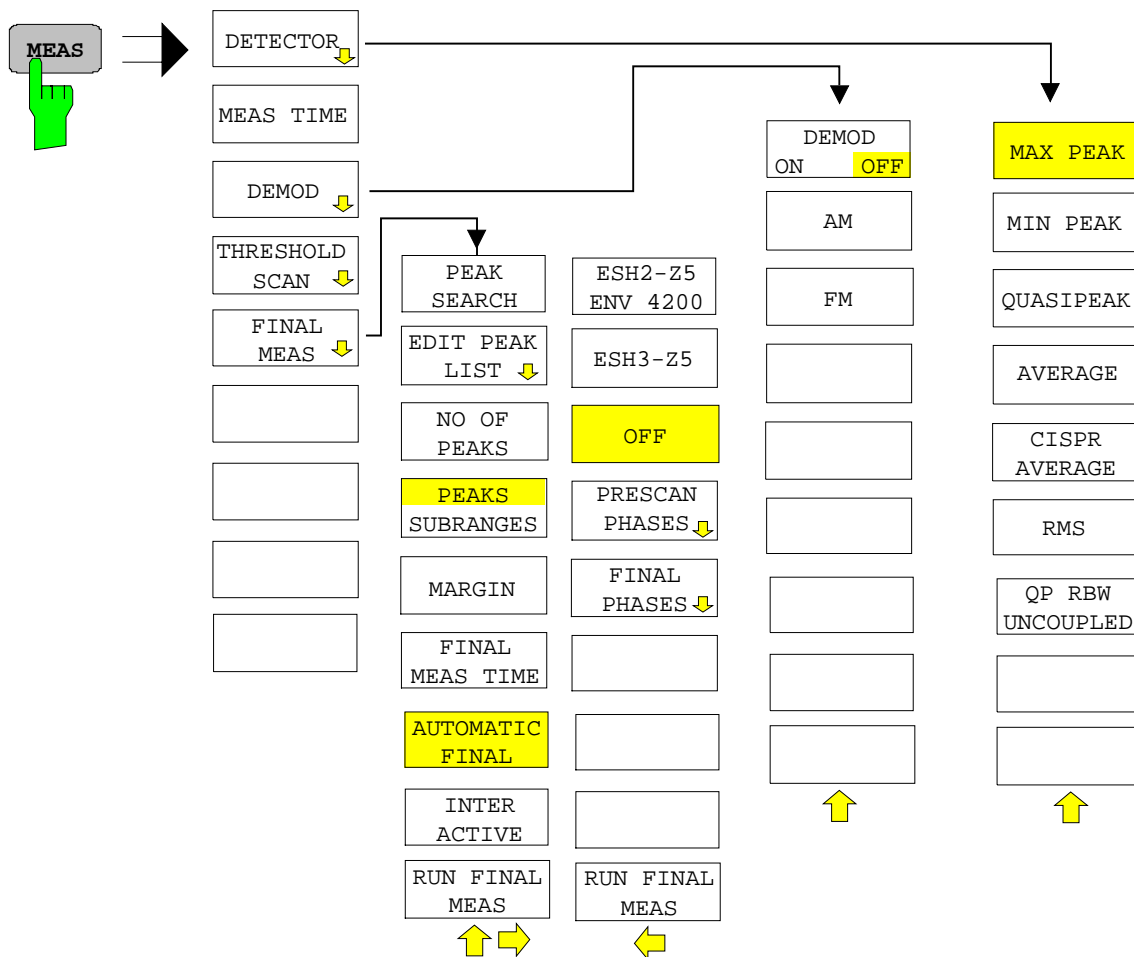 MEAS
DETECTOR
MEAS TIME
DEMOD
THRESHOLD
SCAN
FINAL
MEAS
PEAK
SEARCH
EDIT PEAK
LIST
NO OF
PEAKS
PEAKS
SUBRANGES
MARGIN
FINAL
MEAS TIME
AUTOMATIC
FINAL
INTER
ACTIVE
RUN FINAL
MEAS
ESH2-Z5
ENV 4200
ESH3-Z5
OFF
PRESCAN
PHASES
FINAL
PHASES
RUN FINAL
MEAS
DEMOD
ON OFF
AM
FM
MAX PEAK
MIN PEAK
QUASIPEAK
AVERAGE
CISPR
AVERAGE
RMS
QP RBW
UNCOUPLED